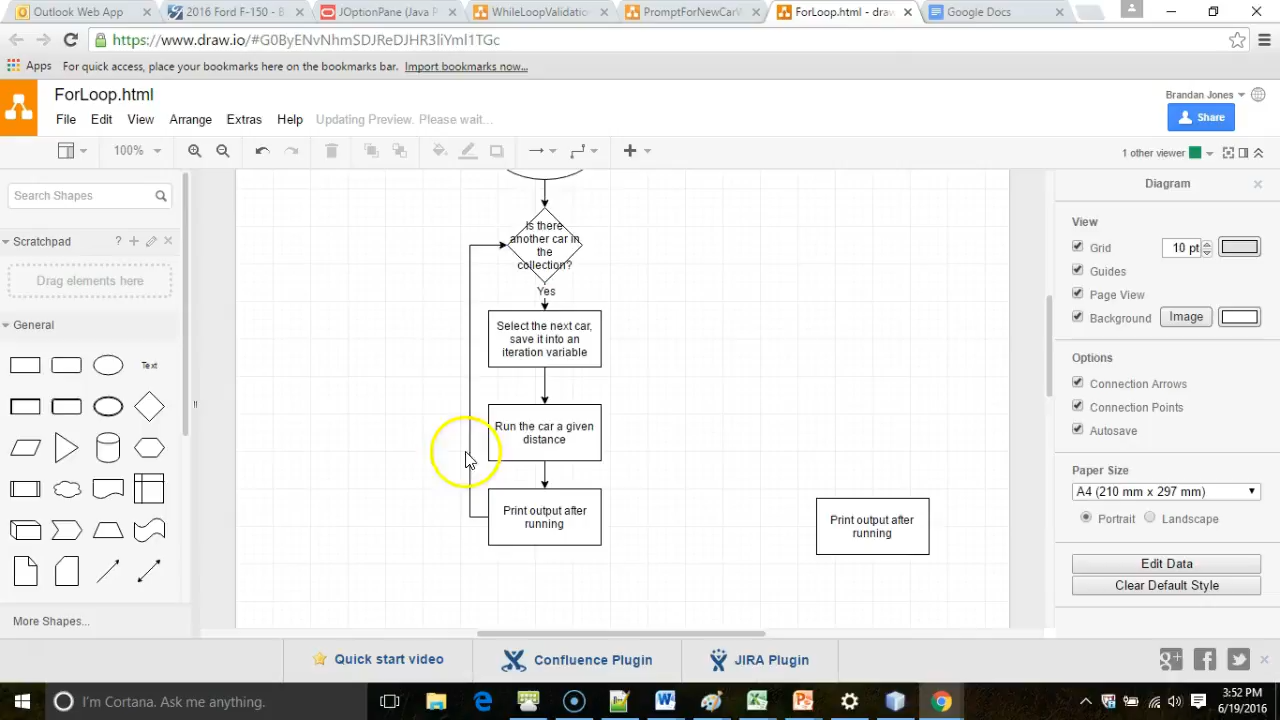 Outlook Web App
2016 Ford F-150 - B
JOptionPane (Java P
WhileLoopValidation
PromptForNewCarW
ForLoop.html - draw
Google Docs
https://www.draw.io/#G0ByENvNhmSDJReDJHR3liYml1TGc
Apps
For quick access, place your bookmarks here on the bookmarks bar. Import bookmarks now...
ForLoop.html
Brandan Jones
File Edit View Arrange Extras Help Updating Preview. Please wait...
Share
100%
1 other viewer
Search Shapes
Scratchpad
?
Drag elements here
General
Text
More Shapes...
Is there
another car in
the
collection?
Yes
Select the next car,
save it into an
iteration variable
Run the car a given
distance
Print output after
running
Print output after
running
Diagram
View
Grid
10 pt
Guides
Page View
Background
Image
Options
Connection Arrows
Connection Points
Autosave
Paper Size
A4 (210 mm x 297 mm)
Portrait
Landscape
Edit Data
Clear Default Style
Quick start video
Confluence Plugin
JIRA Plugin
I'm Cortana. Ask me anything.
3:52 PM
6/19/2016